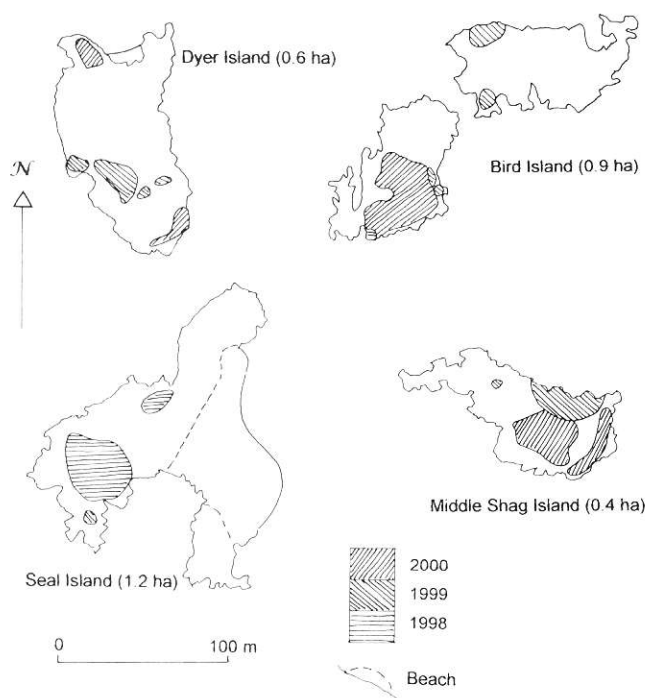 Dyer Island (0.6 ha)
N
Bird Island (0.9 ha)
Middle Shag Island (0.4 ha)
Seal Island (1.2 ha)
2000
1999
1998
0 100 m
Beach